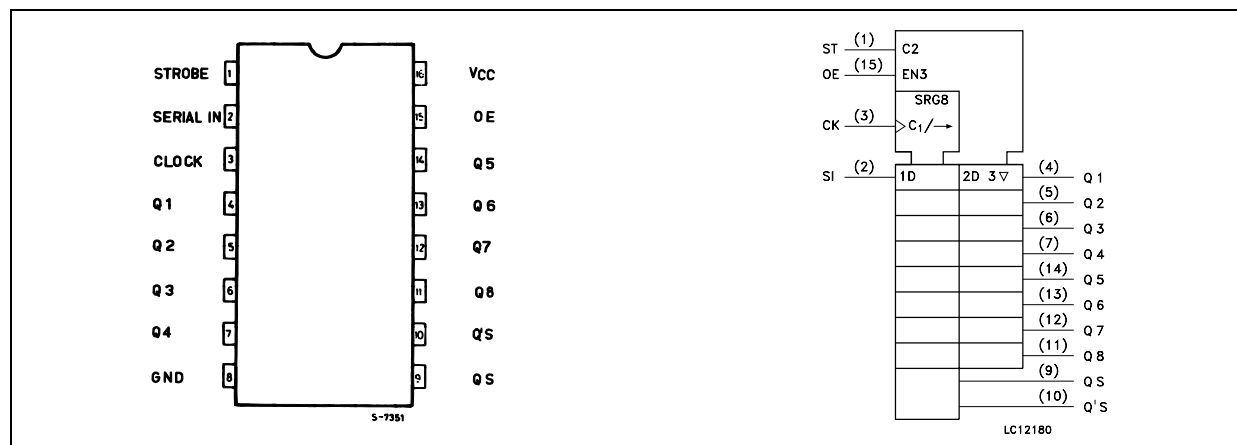 STROBE 1 16 VCC
SERIAL IN 2 15 OE
CLOCK 3 14 Q5
Q1 4 13 Q6
Q2 5 12 Q7
Q3 6 11 Q8
Q4 7 10 Q'S
GND 8 9 QS
S-7351
ST (1) C2
OE (15) EN3
SRG8
CK (3) C1/→
SI (2) 1D 2D 3▽ (4) Q1
(5) Q2
(6) Q3
(7) Q4
(14) Q5
(13) Q6
(12) Q7
(11) Q8
(9) QS
(10) Q'S
LC12180